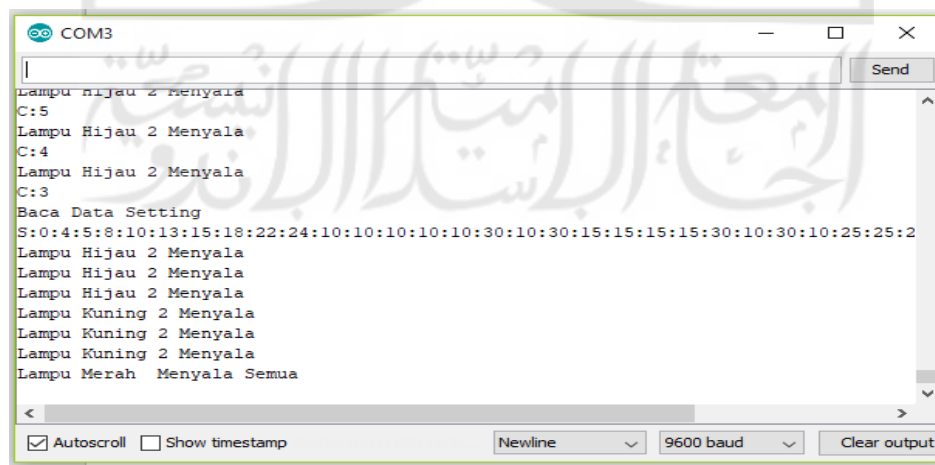 COM3
Send
Lampu Hijau 2 Menyala
C:5
Lampu Hijau 2 Menyala
C:4
Lampu Hijau 2 Menyala
C:3
Baca Data Setting
S:0:4:5:8:10:13:15:18:22:24:10:10:10:10:10:30:10:30:15:15:15:15:30:10:30:10:25:25:2
Lampu Hijau 2 Menyala
Lampu Hijau 2 Menyala
Lampu Hijau 2 Menyala
Lampu Kuning 2 Menyala
Lampu Kuning 2 Menyala
Lampu Kuning 2 Menyala
Lampu Merah  Menyala Semua
Autoscroll Show timestamp Newline 9600 baud Clear output